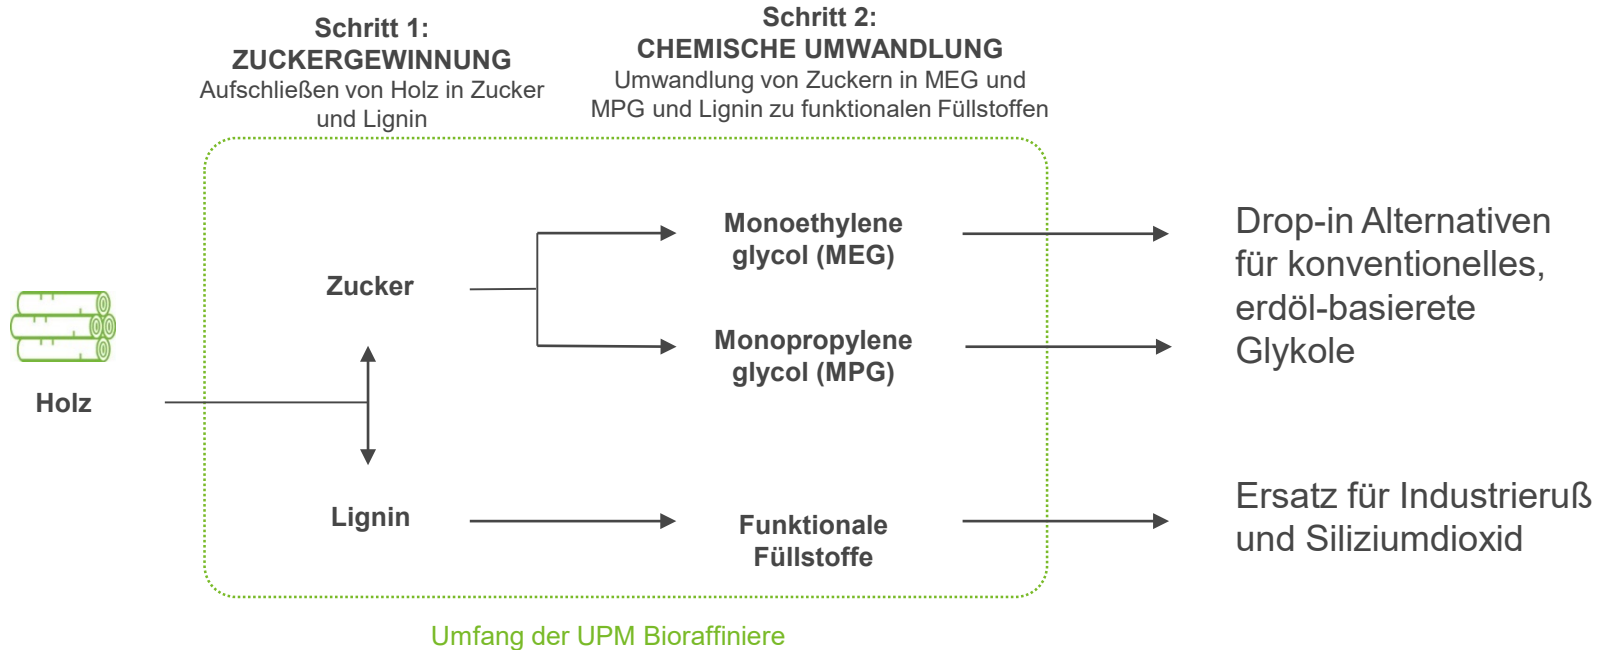 Schritt 1:
ZUCKERGEWINNUNG
Aufschließen von Holz in Zucker
und Lignin
Schritt 2:
CHEMISCHE UMWANDLUNG
Umwandlung von Zuckern in MEG und
MPG und Lignin zu funktionalen Füllstoffen
Holz
Zucker
Lignin
Monoethylene
glycol (MEG)
Monopropylene
glycol (MPG)
Funktionale
Füllstoffe
Drop-in Alternativen
für konventionelles,
erdöl-basierete
Glykole
Ersatz für Industrieruß
und Siliziumdioxid
Umfang der UPM Bioraffiniere